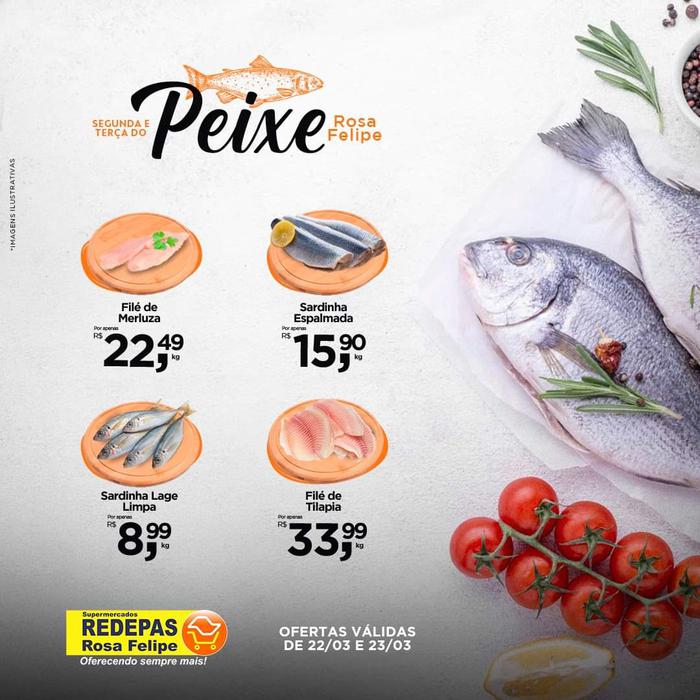 SEGUNDA E
TERÇA DO
Peixe
Rosa
Felipe
*IMAGENS ILUSTRATIVAS
Filé de
Merluza
Por apenas
R$ 22,49 kg
Sardinha
Espalmada
Por apenas
R$ 15,90 kg
Sardinha Lage
Limpa
Por apenas
R$ 8,99 kg
Filé de
Tilapia
Por apenas
R$ 33,99 kg
Supermercados
REDEPAS
Rosa Felipe
Oferecendo sempre mais!
OFERTAS VÁLIDAS
DE 22/03 E 23/03